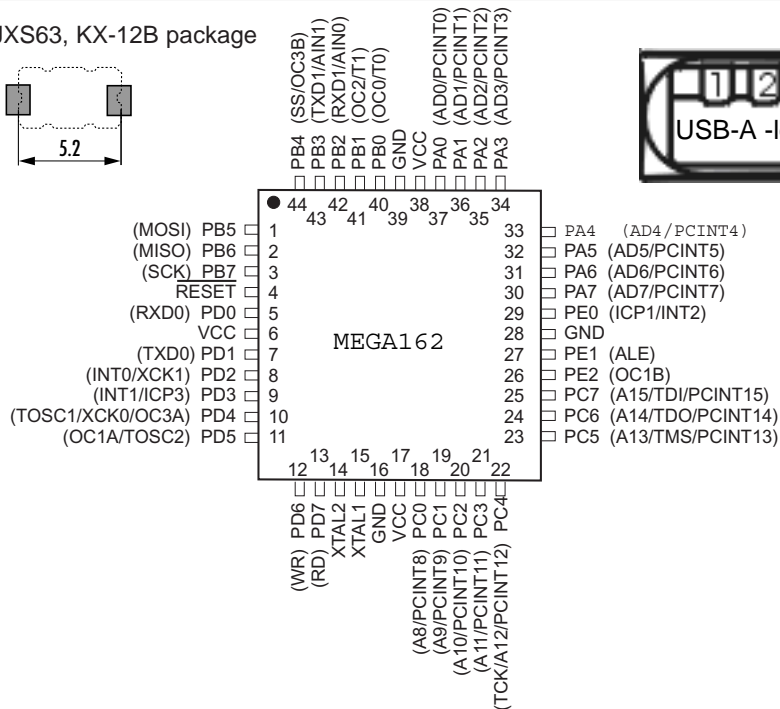 JXS63, KX-12B package
5.2
USB-A
1 2
MEGA162
44 PB4 (SS/OC3B)
43 PB3 (TXD1/AIN1)
42 PB2 (RXD1/AIN0)
41 PB1 (OC2/T1)
40 PB0 (OC0/T0)
39 GND
38 VCC
37 PA0 (AD0/PCINT0)
36 PA1 (AD1/PCINT1)
35 PA2 (AD2/PCINT2)
34 PA3 (AD3/PCINT3)
(MOSI) PB5 1
(MISO) PB6 2
(SCK) PB7 3
RESET 4
(RXD0) PD0 5
VCC 6
(TXD0) PD1 7
(INT0/XCK1) PD2 8
(INT1/ICP3) PD3 9
(TOSC1/XCK0/OC3A) PD4 10
(OC1A/TOSC2) PD5 11
33 PA4 (AD4/PCINT4)
32 PA5 (AD5/PCINT5)
31 PA6 (AD6/PCINT6)
30 PA7 (AD7/PCINT7)
29 PE0 (ICP1/INT2)
28 GND
27 PE1 (ALE)
26 PE2 (OC1B)
25 PC7 (A15/TDI/PCINT15)
24 PC6 (A14/TDO/PCINT14)
23 PC5 (A13/TMS/PCINT13)
12 (WR) PD6
13 (RD) PD7
14 XTAL2
15 XTAL1
16 GND
17 VCC
18 (A8/PCINT8) PC0
19 (A9/PCINT9) PC1
20 (A10/PCINT10) PC2
21 (A11/PCINT11) PC3
22 (TCK/A12/PCINT12) PC4